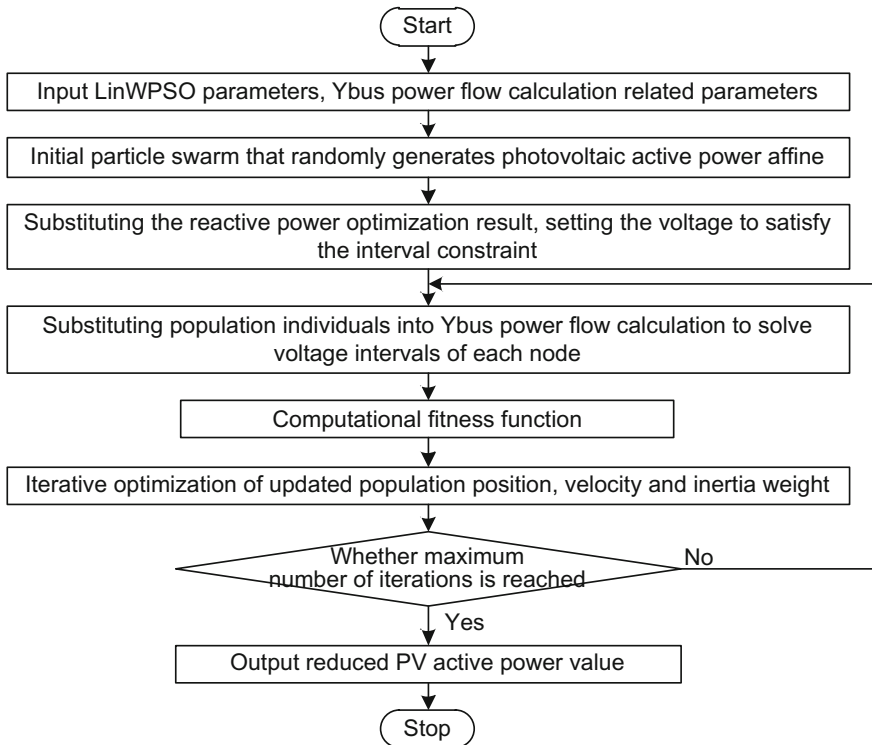 Start
Input LinWPSO parameters, Ybus power flow calculation related parameters
Initial particle swarm that randomly generates photovoltaic active power affine
Substituting the reactive power optimization result, setting the voltage to satisfy
the interval constraint
Substituting population individuals into Ybus power flow calculation to solve
voltage intervals of each node
Computational fitness function
Iterative optimization of updated population position, velocity and inertia weight
Whether maximum
number of iterations is reached
No
Yes
Output reduced PV active power value
Stop